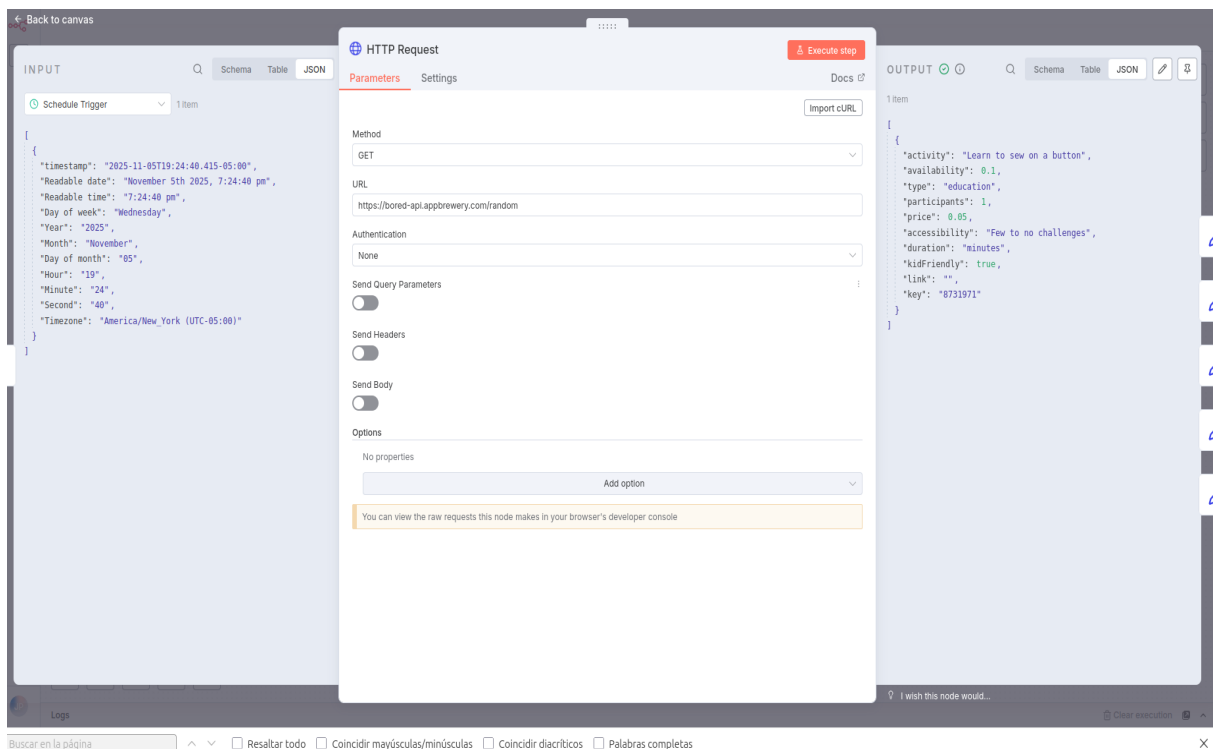 ← Back to canvas
INPUT
Schema Table JSON
Schedule Trigger
1 item
[
{
"timestamp": "2025-11-05T19:24:40.415-05:00",
"Readable date": "November 5th 2025, 7:24:40 pm",
"Readable time": "7:24:40 pm",
"Day of week": "Wednesday",
"Year": "2025",
"Month": "November",
"Day of month": "05",
"Hour": "19",
"Minute": "24",
"Second": "40",
"Timezone": "America/New_York (UTC-05:00)"
}
]
HTTP Request
Execute step
Parameters Settings Docs
Import cURL
Method
GET
URL
https://bored-api.appbrewery.com/random
Authentication
None
Send Query Parameters
Send Headers
Send Body
Options
No properties
Add option
You can view the raw requests this node makes in your browser's developer console
OUTPUT
Schema Table JSON
1 item
[
{
"activity": "Learn to sew on a button",
"availability": 0.1,
"type": "education",
"participants": 1,
"price": 0.05,
"accessibility": "Few to no challenges",
"duration": "minutes",
"kidFriendly": true,
"link": "",
"key": "8731971"
}
]
I wish this node would...
Logs
Clear execution
Buscar en la página
Resaltar todo Coincidir mayúsculas/minúsculas Coincidir diacríticos Palabras completas